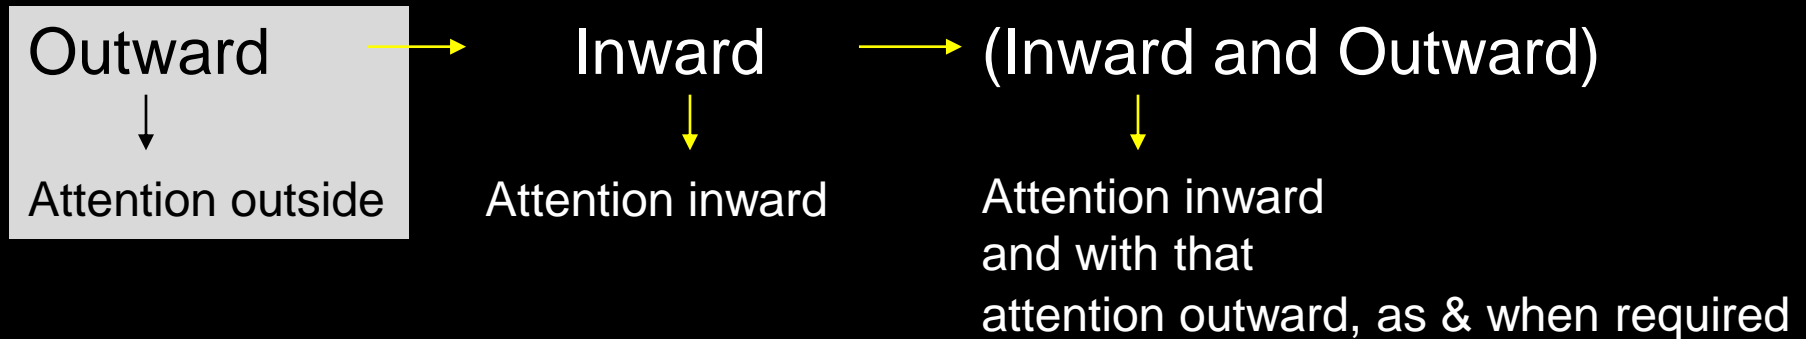 Outward Inward (Inward and Outward)
Attention outside Attention inward Attention inward
and with that
attention outward, as & when required